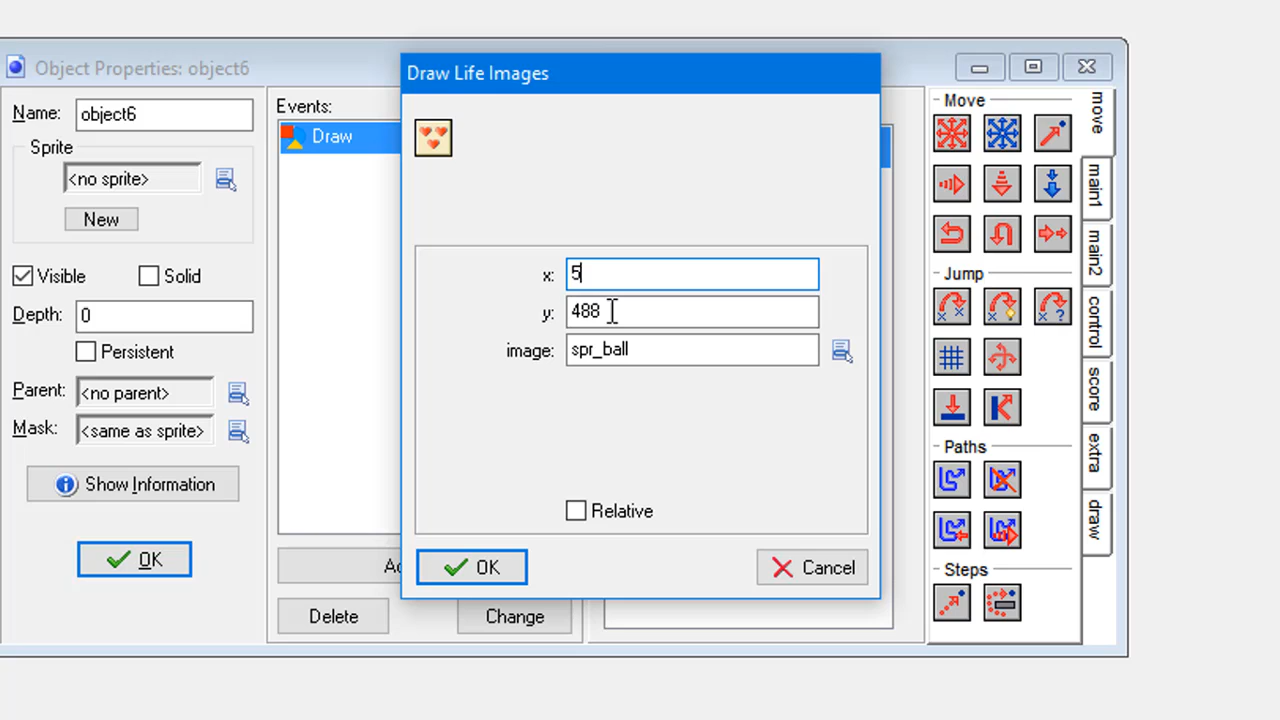 Object Properties: object6
Name: object6
Sprite
<no sprite>
New
Visible
Solid
Depth: 0
Persistent
Parent: <no parent>
Mask: <same as sprite>
Show Information
OK
Events:
Draw
Delete
Change
Ad
Draw Life Images
x: 5
y: 488
image: spr_ball
Relative
OK
Cancel
Move
Jump
Paths
Steps
move
main1
main2
control
score
extra
draw